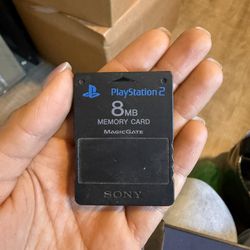 PlayStation 2
8MB
MEMORY CARD
MAGICGATE
SONY